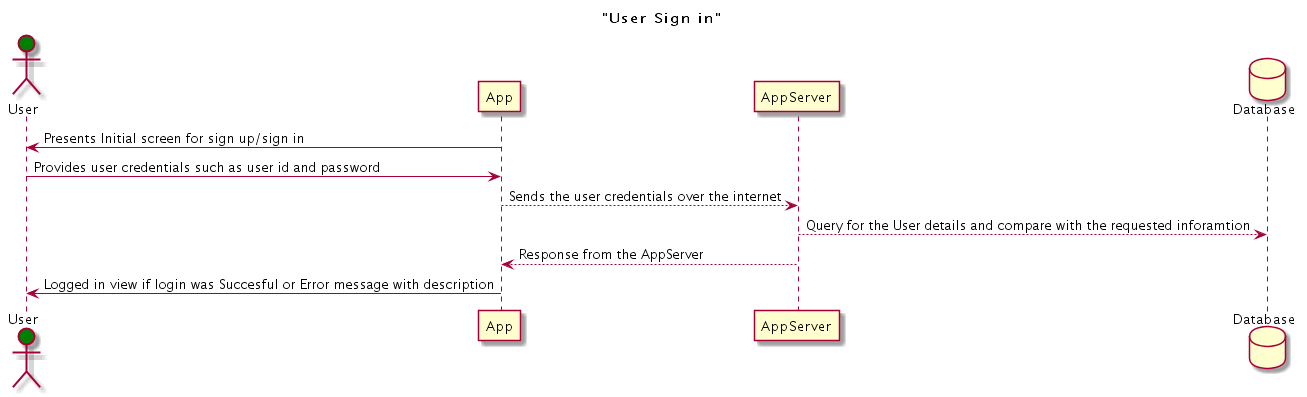 "User Sign in"
User
App
AppServer
Database
Presents Initial screen for sign up/sign in
Provides user credentials such as user id and password
Sends the user credentials over the internet
Query for the User details and compare with the requested inforamtion
Response from the AppServer
Logged in view if login was Succesful or Error message with description
User
App
AppServer
Database